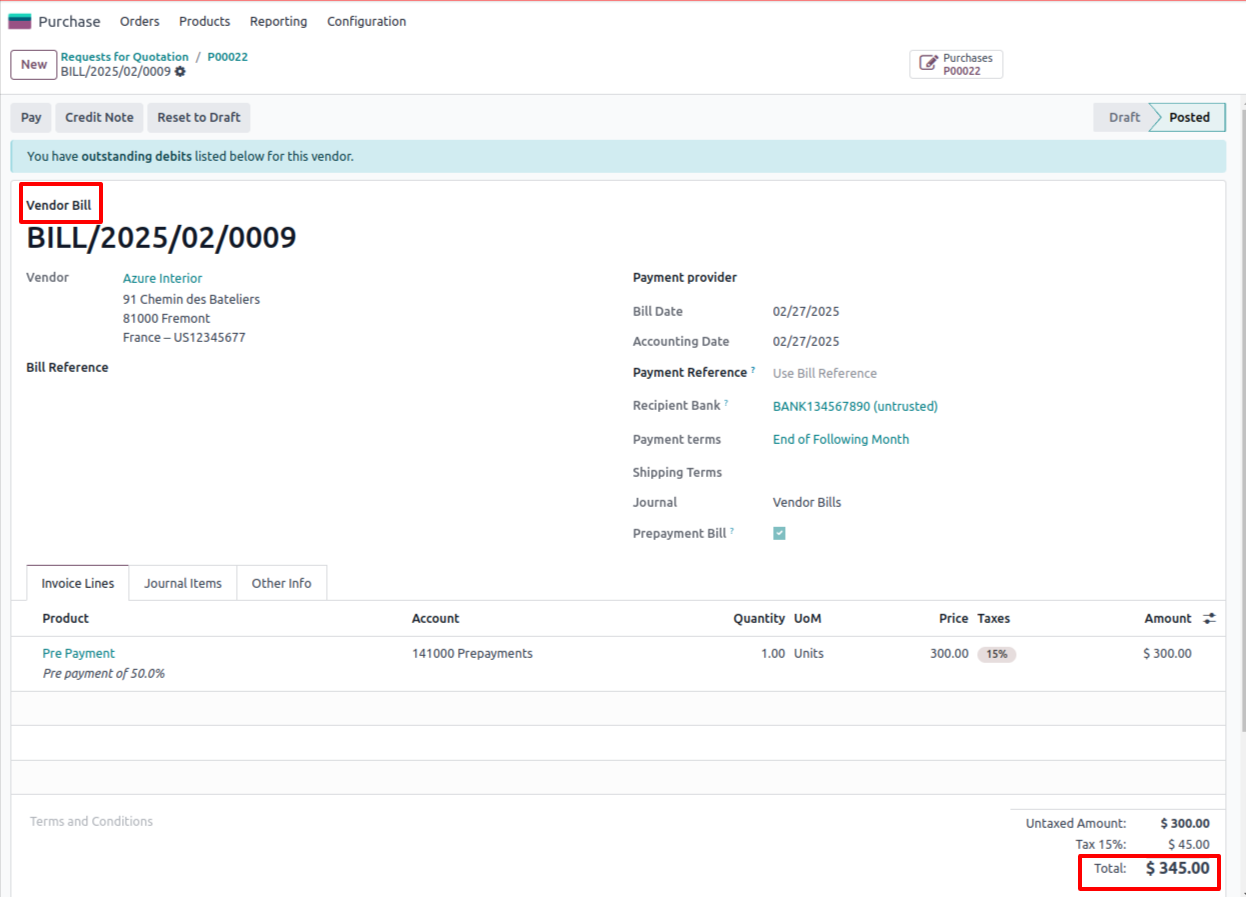 Purchase Orders Products Reporting Configuration
New Requests for Quotation / P00022
BILL/2025/02/0009
Purchases
P00022
Pay Credit Note Reset to Draft Draft Posted
You have outstanding debits listed below for this vendor.
Vendor Bill
BILL/2025/02/0009
Vendor Azure Interior
91 Chemin des Bateliers
81000 Fremont
France – US12345677
Bill Reference
Payment provider
Bill Date 02/27/2025
Accounting Date 02/27/2025
Payment Reference ? Use Bill Reference
Recipient Bank ? BANK134567890 (untrusted)
Payment terms End of Following Month
Shipping Terms
Journal Vendor Bills
Prepayment Bill ?
Invoice Lines Journal Items Other Info
Product Account Quantity UoM Price Taxes Amount
Pre Payment 141000 Prepayments 1.00 Units 300.00 15% $ 300.00
Pre payment of 50.0%
Terms and Conditions
Untaxed Amount: $ 300.00
Tax 15%: $ 45.00
Total: $ 345.00